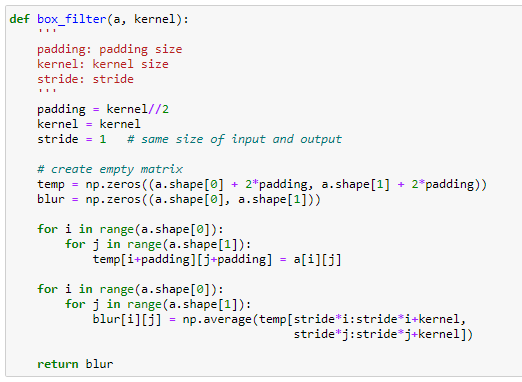 def box_filter(a, kernel):
    '''
    padding: padding size
    kernel: kernel size
    stride: stride
    '''
    padding = kernel//2
    kernel = kernel
    stride = 1   # same size of input and output

    # create empty matrix
    temp = np.zeros((a.shape[0] + 2*padding, a.shape[1] + 2*padding))
    blur = np.zeros((a.shape[0], a.shape[1]))

    for i in range(a.shape[0]):
        for j in range(a.shape[1]):
            temp[i+padding][j+padding] = a[i][j]

    for i in range(a.shape[0]):
        for j in range(a.shape[1]):
            blur[i][j] = np.average(temp[stride*i:stride*i+kernel,
                                         stride*j:stride*j+kernel])

    return blur